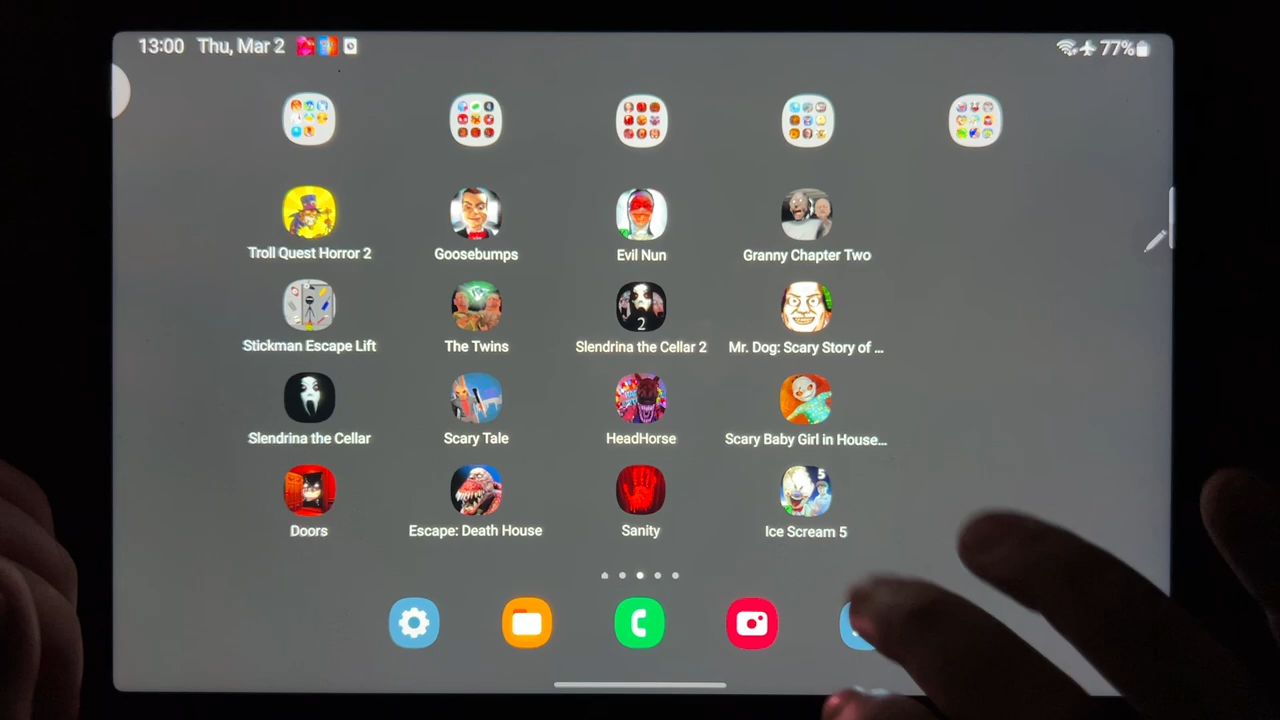 13:00 Thu, Mar 2 77%
Troll Quest Horror 2 Goosebumps Evil Nun Granny Chapter Two
2 5
Stickman Escape Lift The Twins Slendrina the Cellar 2 Mr. Dog: Scary Story of ...
Slendrina the Cellar Scary Tale HeadHorse Scary Baby Girl in House...
Doors Escape: Death House Sanity Ice Scream 5